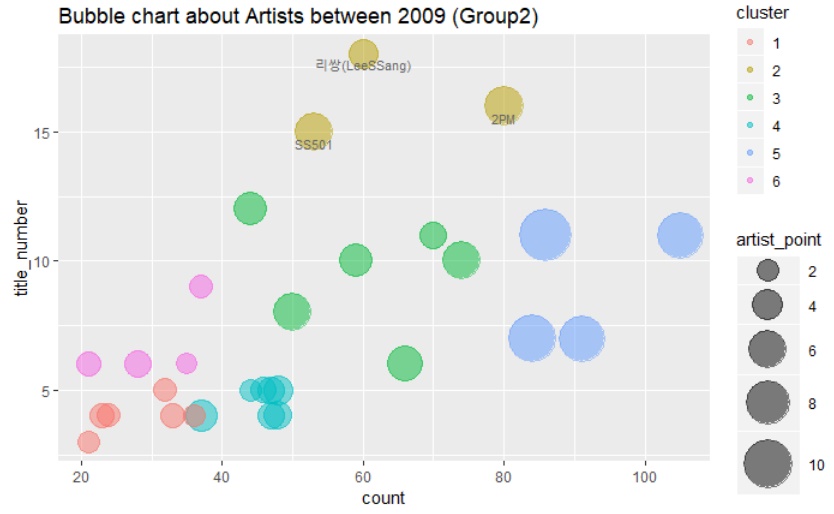 Bubble chart about Artists between 2009 (Group2)
cluster
1
2
3
4
5
6
artist_point
2
4
6
8
10
title_number
15
10
5
리쌍(LeeSSang)
2PM
SS501
20
40
60
80
100
count